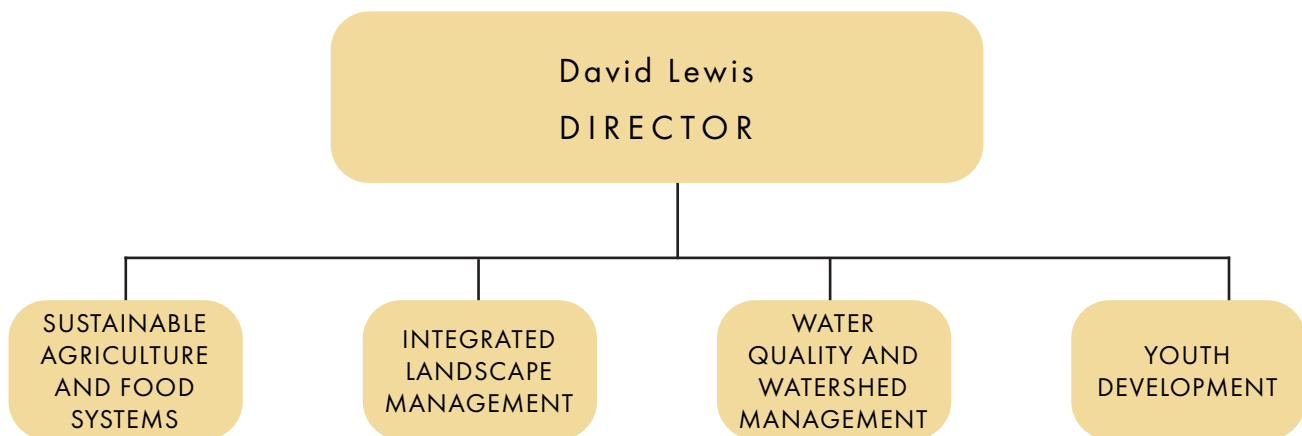 David Lewis
DIRECTOR
SUSTAINABLE
AGRICULTURE
AND FOOD
SYSTEMS
INTEGRATED
LANDSCAPE
MANAGEMENT
WATER
QUALITY AND
WATERSHED
MANAGEMENT
YOUTH
DEVELOPMENT